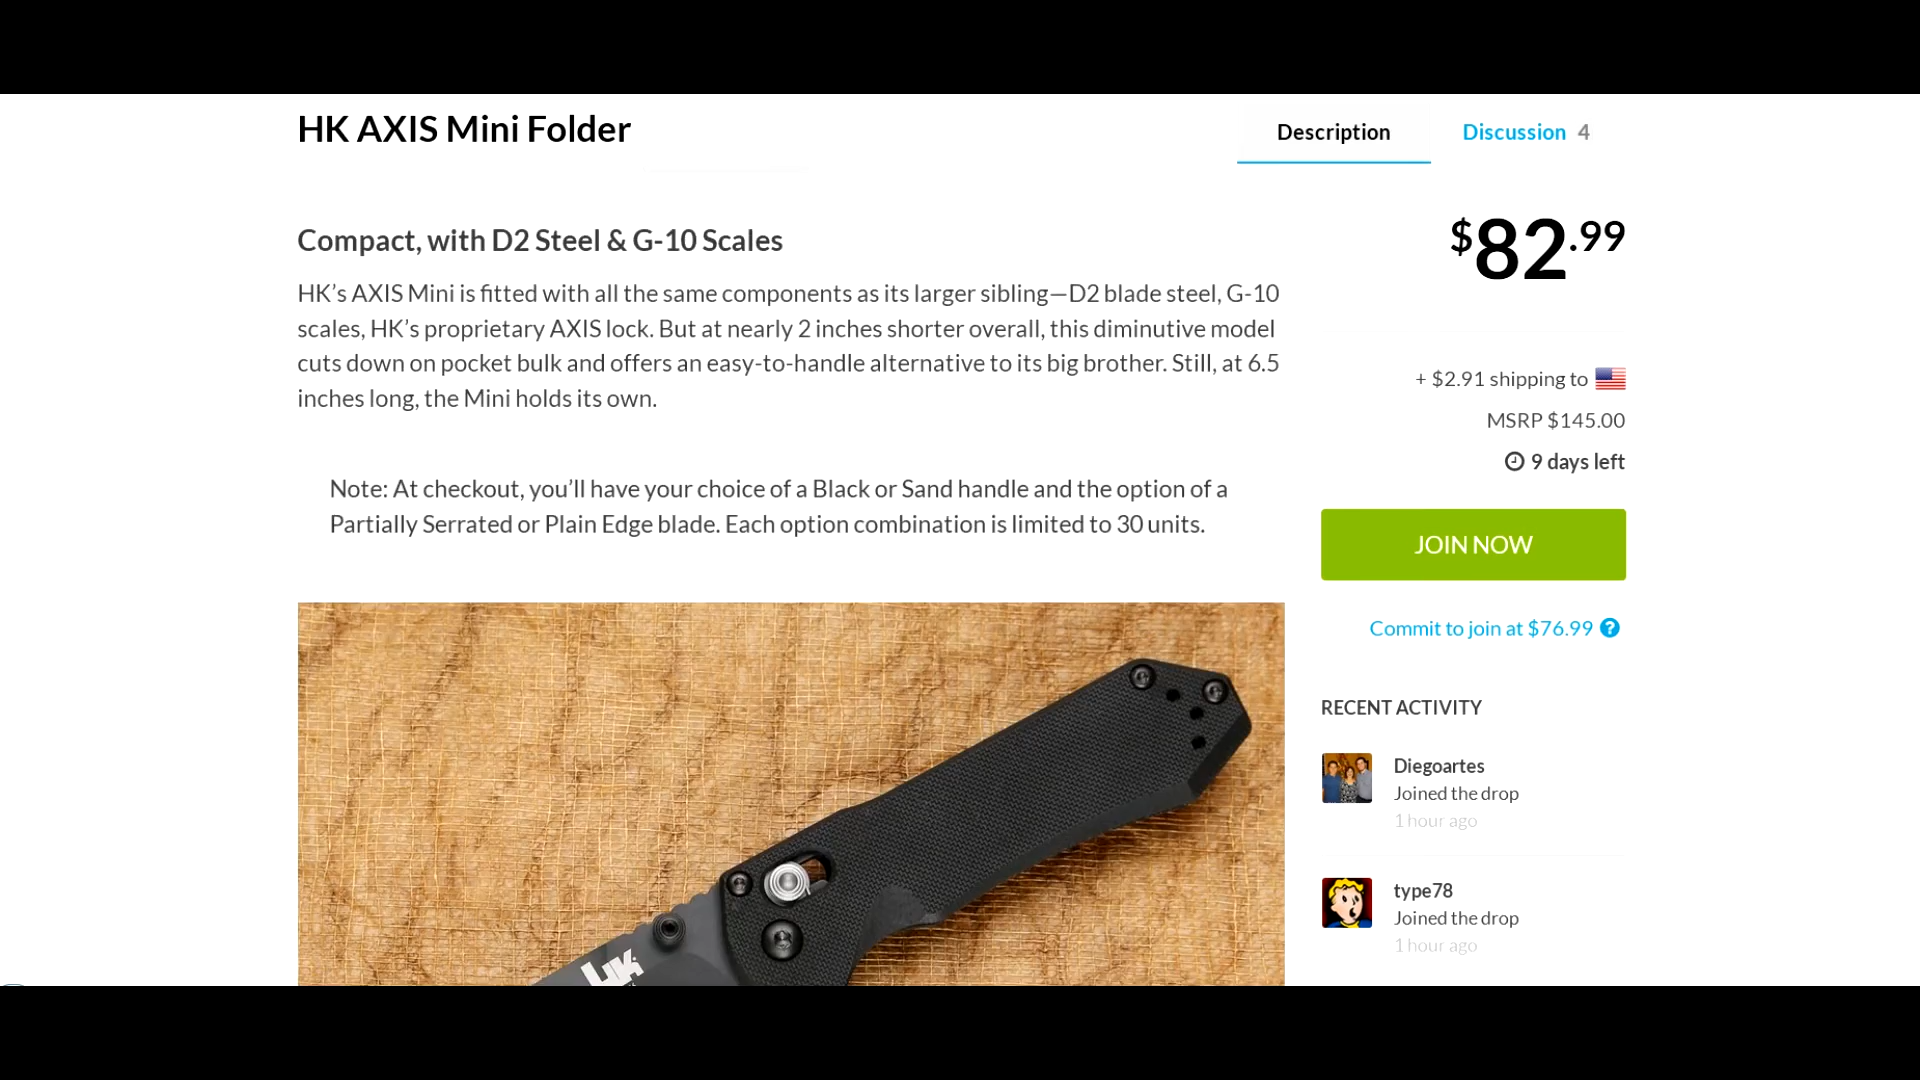 HK AXIS Mini Folder
Description
Discussion 4
Compact, with D2 Steel & G-10 Scales
HK’s AXIS Mini is fitted with all the same components as its larger sibling—D2 blade steel, G-10
scales, HK’s proprietary AXIS lock. But at nearly 2 inches shorter overall, this diminutive model
cuts down on pocket bulk and offers an easy-to-handle alternative to its big brother. Still, at 6.5
inches long, the Mini holds its own.
Note: At checkout, you’ll have your choice of a Black or Sand handle and the option of a
Partially Serrated or Plain Edge blade. Each option combination is limited to 30 units.
HK
$82.99
+ $2.91 shipping to
MSRP $145.00
9 days left
JOIN NOW
Commit to join at $76.99 ?
RECENT ACTIVITY
Diegoartes
Joined the drop
1 hour ago
type78
Joined the drop
1 hour ago